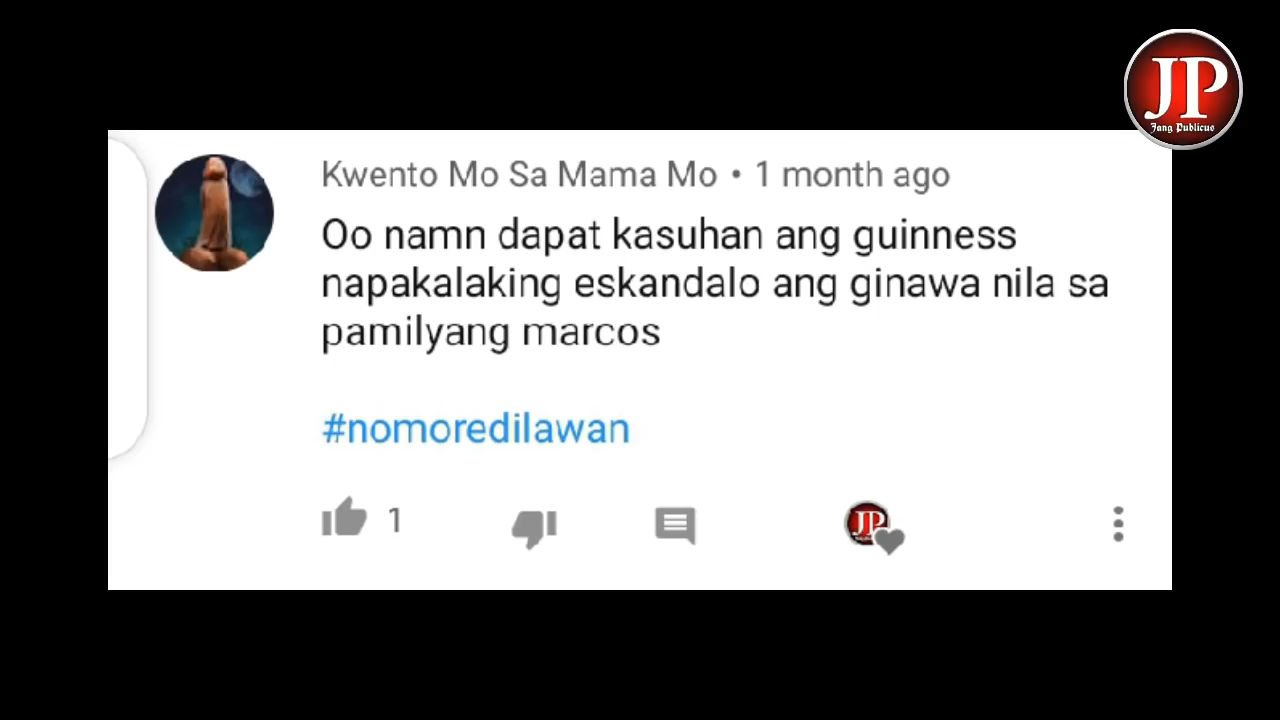 JP
Jang Publicus
Kwento Mo Sa Mama Mo • 1 month ago
Oo namn dapat kasuhan ang guinness
napakalaking eskandalo ang ginawa nila sa
pamilyang marcos
#nomoredilawan
1
JP